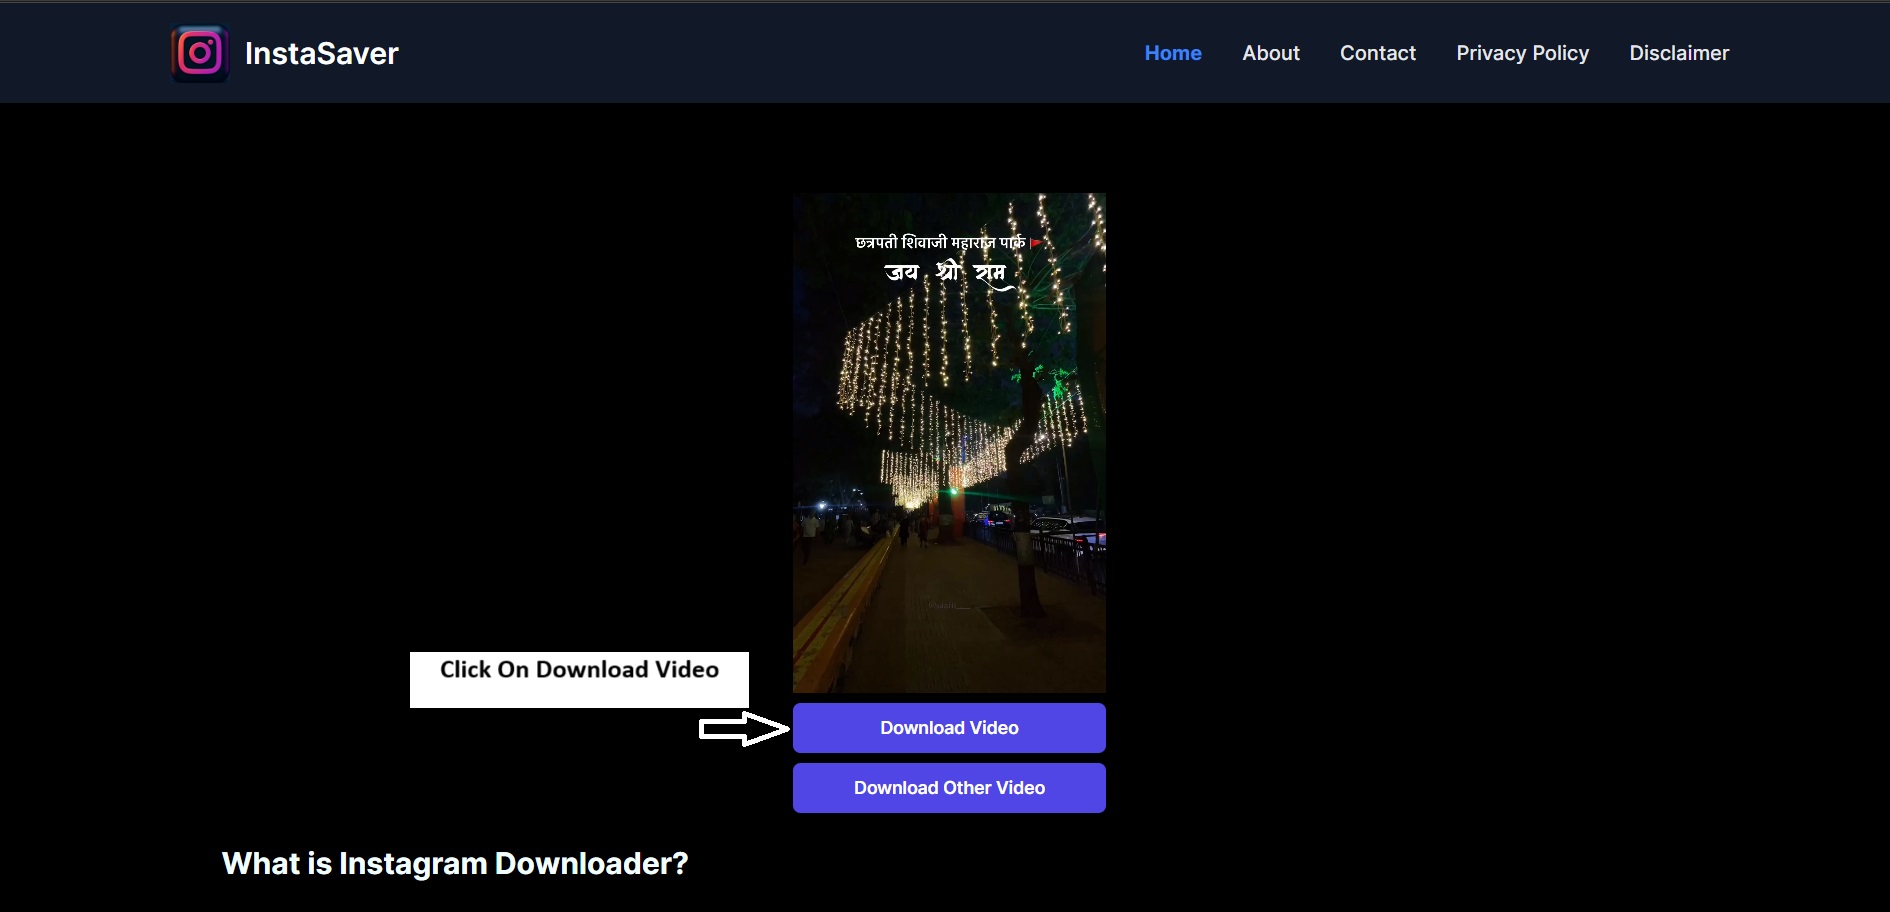 InstaSaver
Home About Contact Privacy Policy Disclaimer
छत्रपती शिवाजी महाराज पार्क
जय श्री राम
Click On Download Video
Download Video
Download Other Video
What is Instagram Downloader?